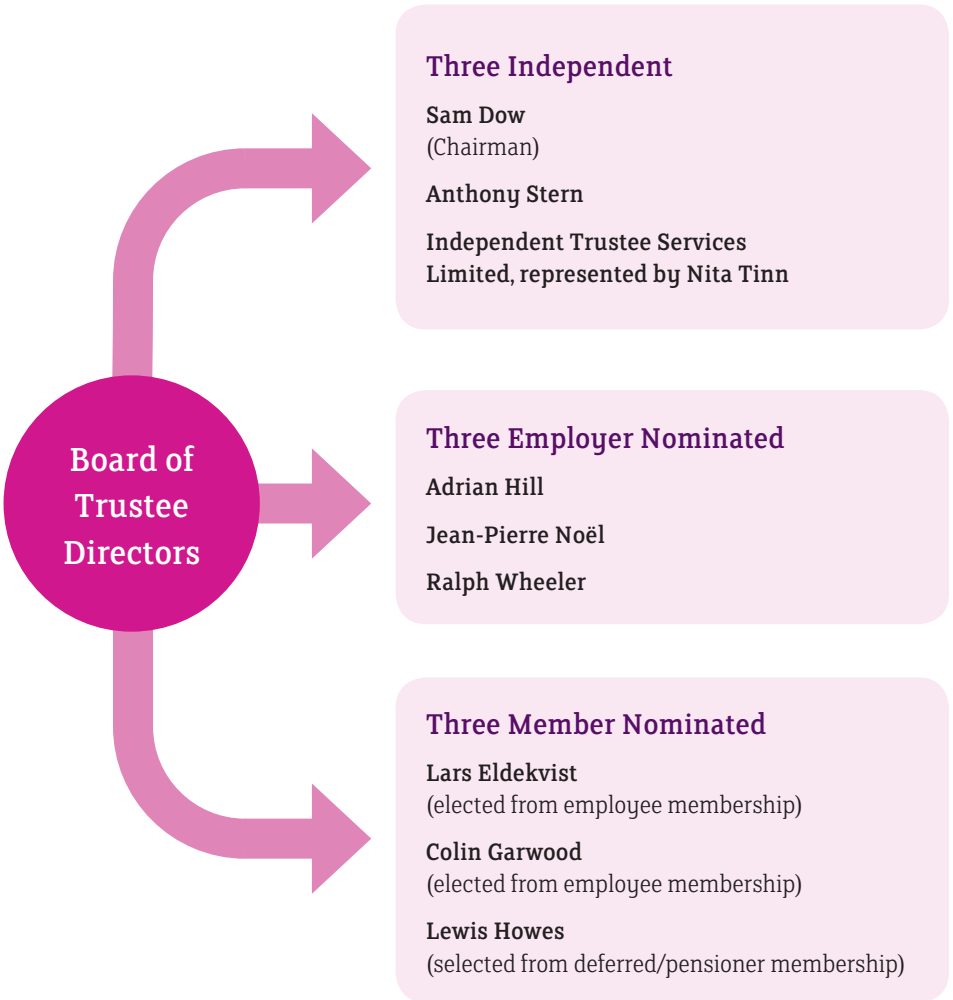 Board of
Trustee
Directors
Three Independent
Sam Dow
(Chairman)
Anthony Stern
Independent Trustee Services
Limited, represented by Nita Tinn
Three Employer Nominated
Adrian Hill
Jean-Pierre Noël
Ralph Wheeler
Three Member Nominated
Lars Eldekvist
(elected from employee membership)
Colin Garwood
(elected from employee membership)
Lewis Howes
(selected from deferred/pensioner membership)